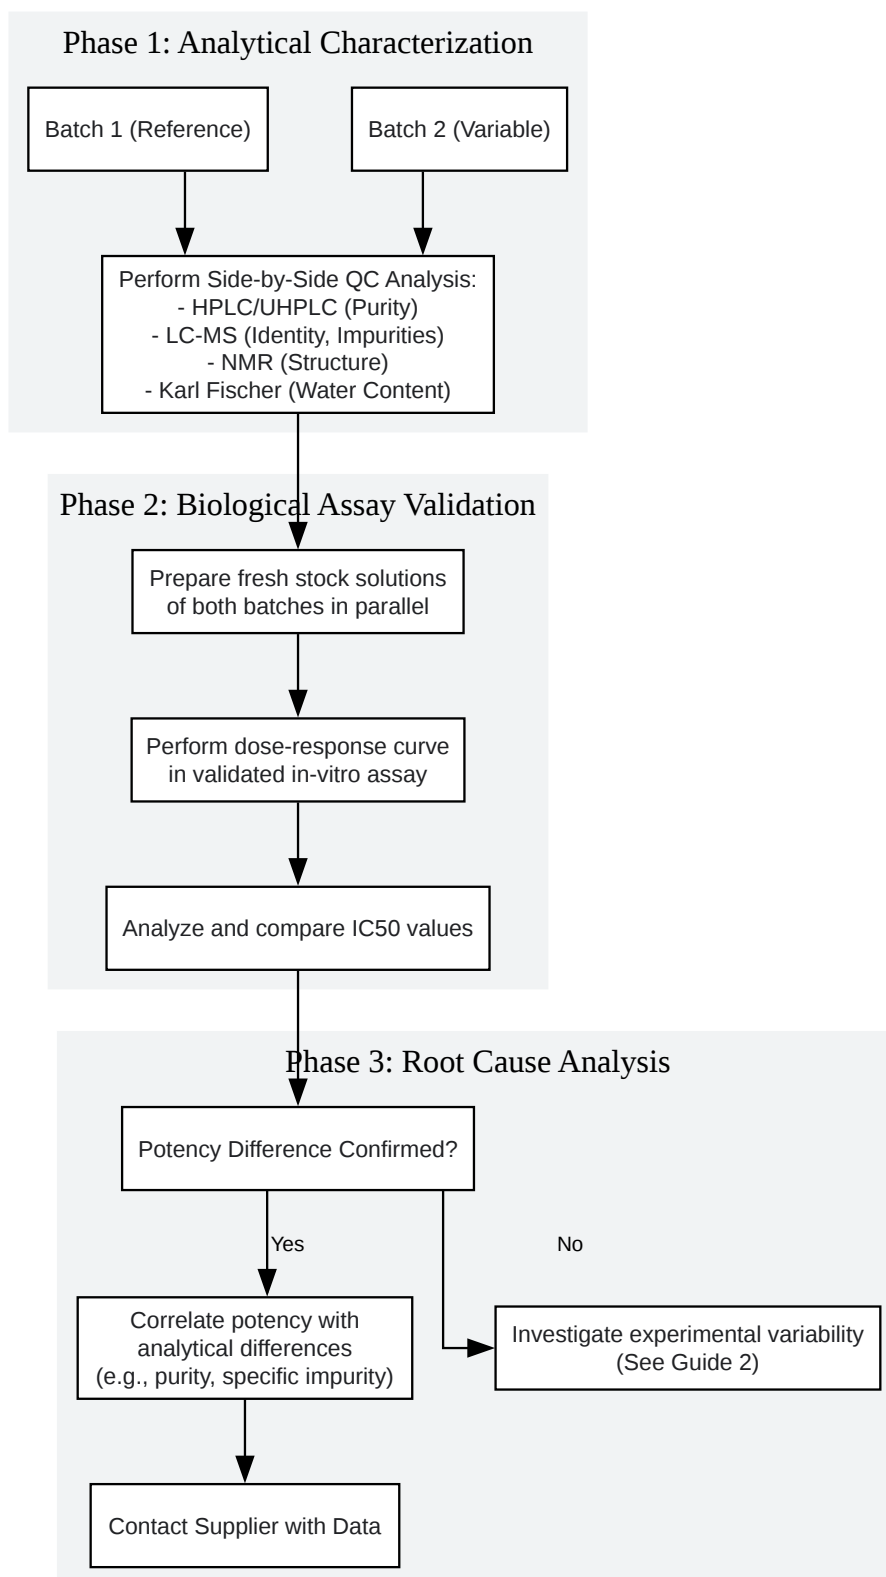 Phase 1: Analytical Characterization
Batch 1 (Reference)
Batch 2 (Variable)
Perform Side-by-Side QC Analysis:
- HPLC/UHPLC (Purity)
- LC-MS (Identity, Impurities)
- NMR (Structure)
- Karl Fischer (Water Content)
Phase 2: Biological Assay Validation
Prepare fresh stock solutions
of both batches in parallel
Perform dose-response curve
in validated in-vitro assay
Analyze and compare IC50 values
Phase 3: Root Cause Analysis
Potency Difference Confirmed?
Yes
No
Correlate potency with
analytical differences
(e.g., purity, specific impurity)
Investigate experimental variability
(See Guide 2)
Contact Supplier with Data